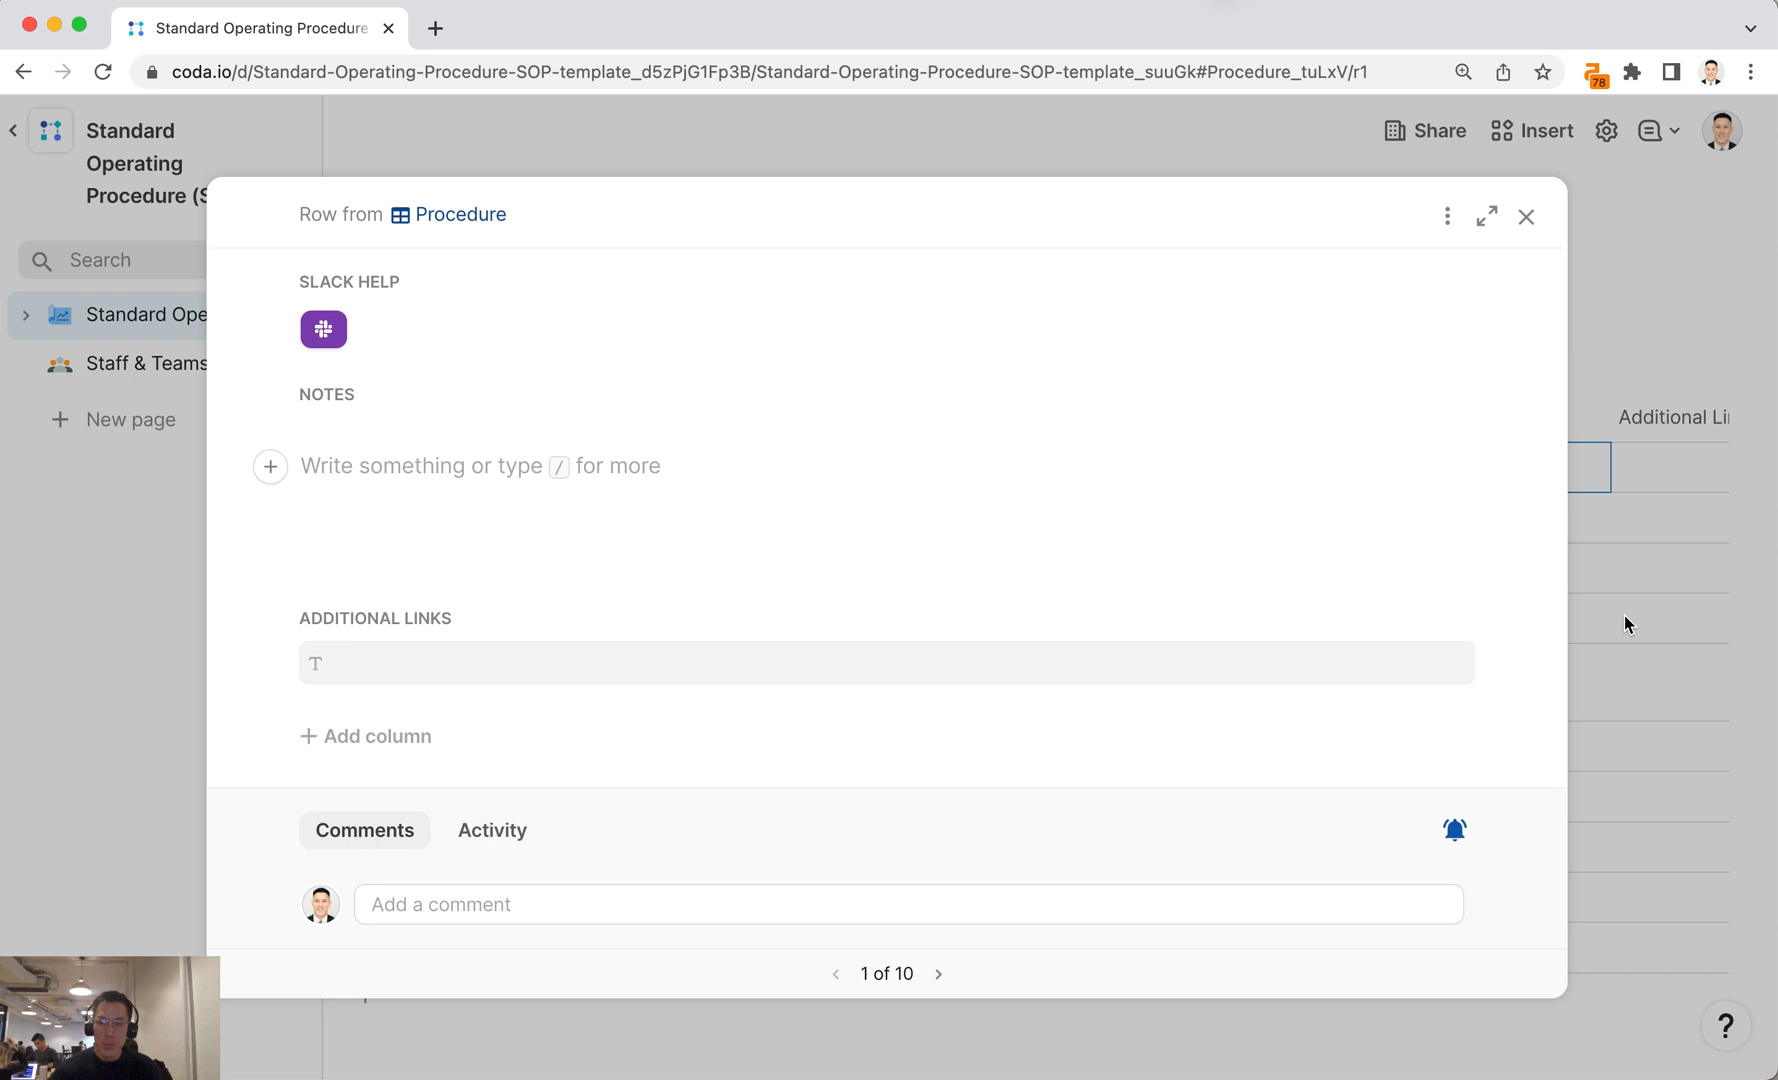 Standard Operating Procedure
coda.io/d/Standard-Operating-Procedure-SOP-template_d5zPjG1Fp3B/Standard-Operating-Procedure-SOP-template_suuGk#Procedure_tuLxV/r1
78
Standard
Operating
Procedure (S
Share
Insert
Search
Standard Ope
Staff & Teams
New page
Row from Procedure
SLACK HELP
NOTES
Write something or type / for more
ADDITIONAL LINKS
T
Add column
Additional Li
Comments
Activity
Add a comment
1 of 10
?